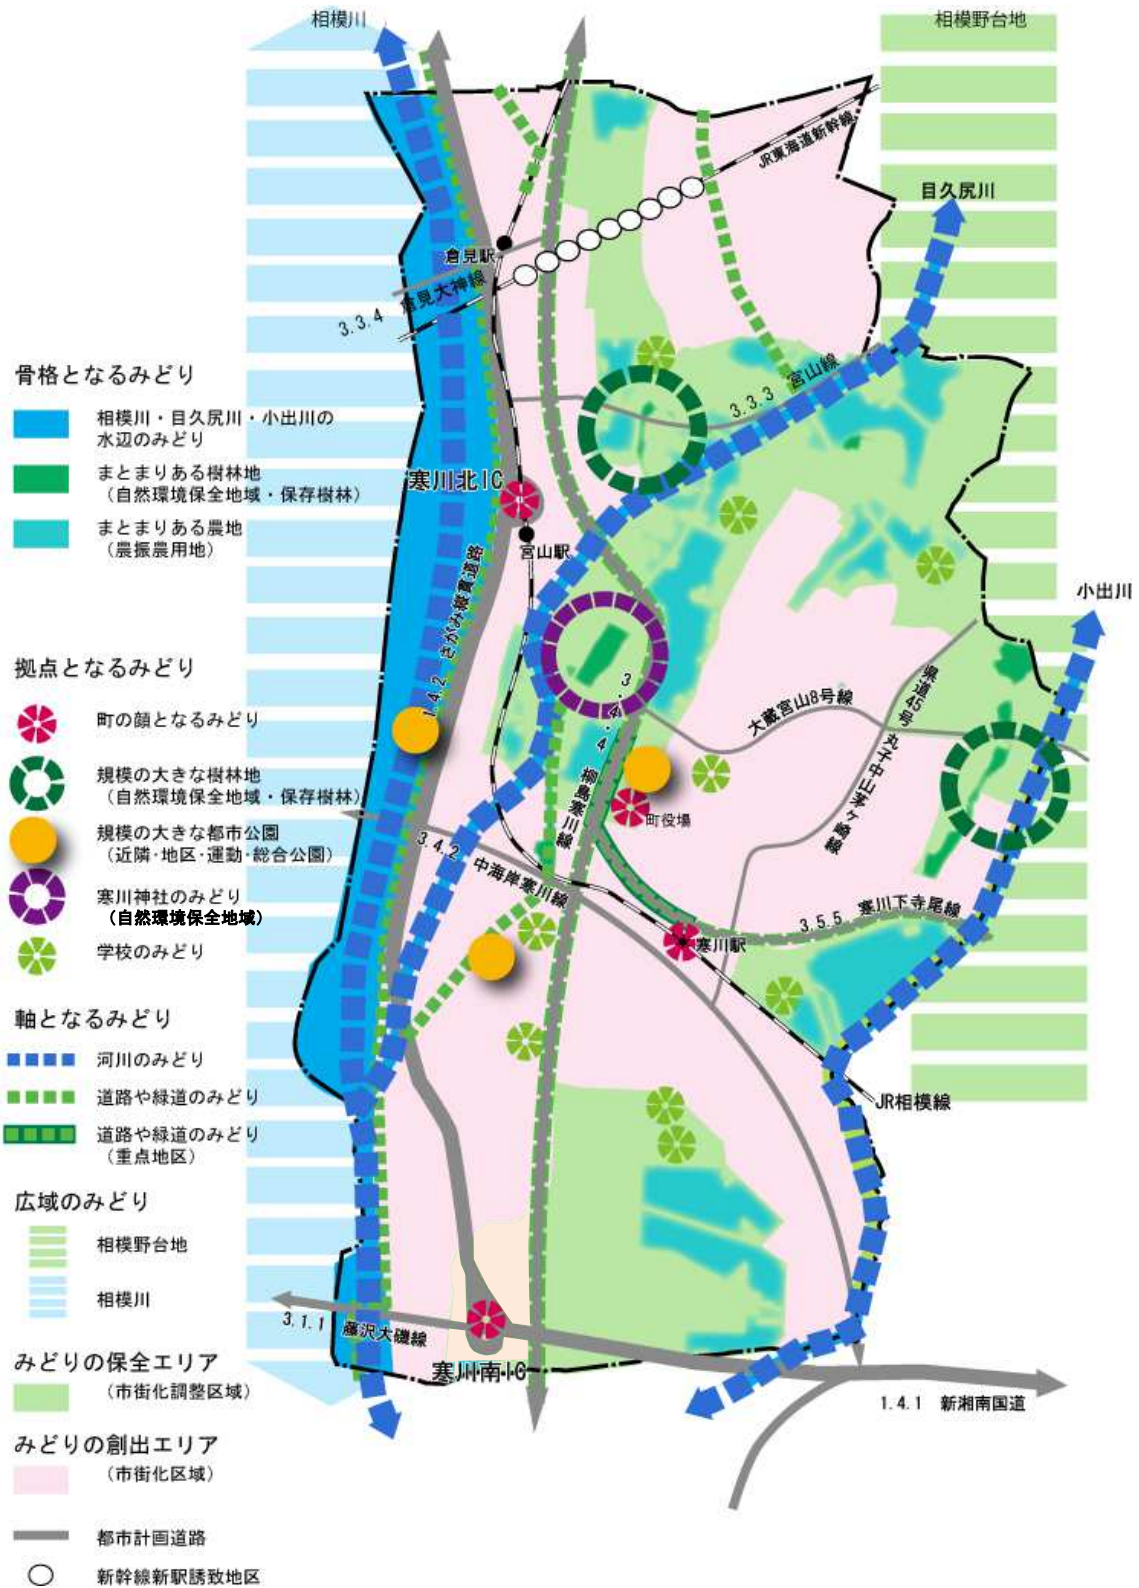 相模川
相模野台地
JR東海道新幹線
目久尻川
倉見駅
倉見大神線
3.3.4
宮山線
3.3.3
骨格となるみどり
相模川・目久尻川・小出川の
水辺のみどり
まとまりある樹林地
（自然環境保全地域・保存樹林）
まとまりある農地
（農振農用地）
寒川北IC
宮山駅
さがみ縦貫道路
1.4.2
小出川
拠点となるみどり
町の顔となるみどり
規模の大きな樹林地
（自然環境保全地域・保存樹林）
規模の大きな都市公園
（近隣・地区・運動・総合公園）
寒川神社のみどり
（自然環境保全地域）
学校のみどり
3.4.4
柳島寒川線
大蔵宮山8号線
県道45号 丸子中山茅ヶ崎線
町役場
3.4.2
中海岸寒川線
寒川駅
3.5.5
寒川下寺尾線
軸となるみどり
河川のみどり
道路や緑道のみどり
道路や緑道のみどり
（重点地区）
JR相模線
広域のみどり
相模野台地
相模川
3.1.1
藤沢大磯線
寒川南IC
1.4.1 新湘南国道
みどりの保全エリア
（市街化調整区域）
みどりの創出エリア
（市街化区域）
都市計画道路
新幹線新駅誘致地区